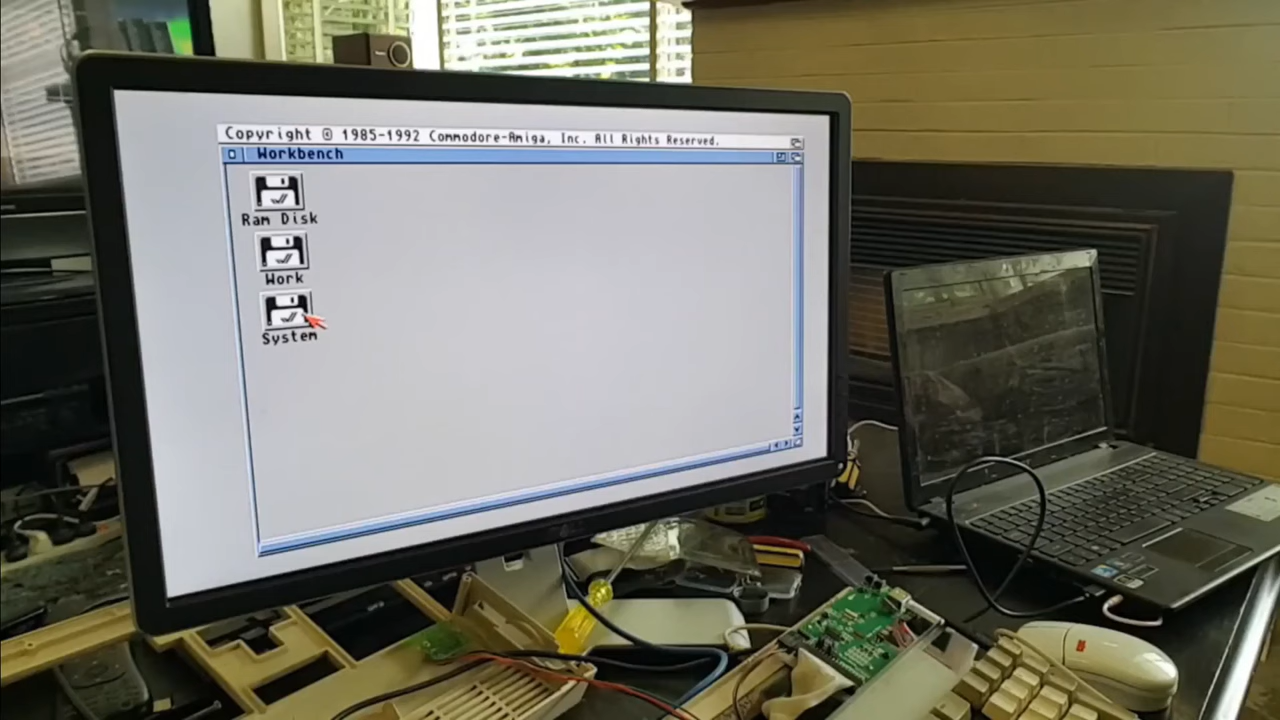 Copyright © 1985-1992 Commodore-Amiga, Inc. All Rights Reserved.
Workbench
Ram Disk
Work
System